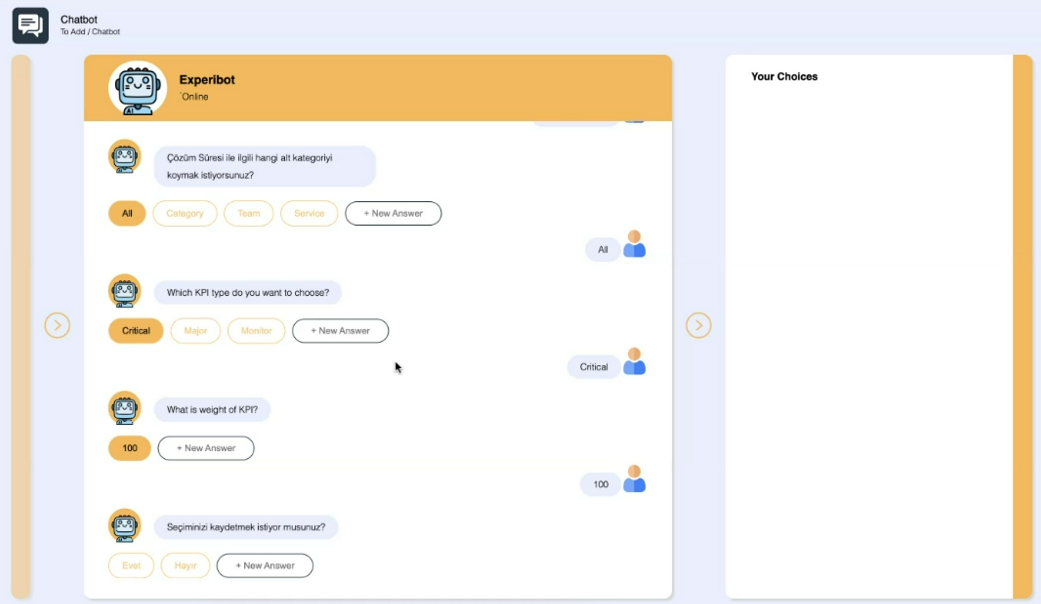 Chatbot
To Add / Chatbot
Experibot
Online
Your Choices
Çözüm Süresi ile ilgili hangi alt kategoriyi
koymak istiyorsunuz?
All Category Team Service + New Answer
All
Which KPI type do you want to choose?
Critical Major Monitor + New Answer
Critical
What is weight of KPI?
100 + New Answer
100
Seçiminizi kaydetmek istiyor musunuz?
Evet Hayır + New Answer